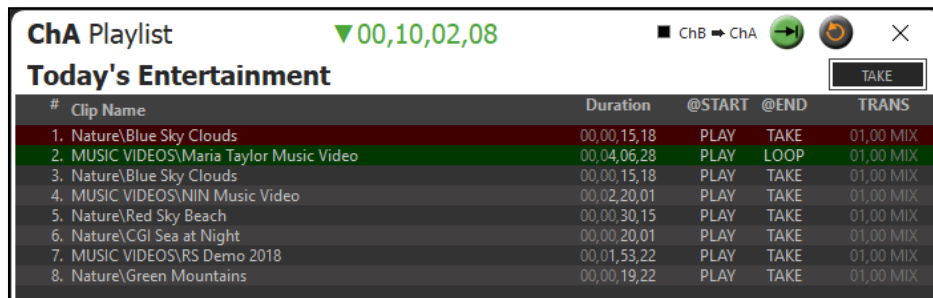 ChA Playlist ▼00,10,02,08 ■ ChB ➡ ChA
Today's Entertainment TAKE
# Clip Name Duration @START @END TRANS
1. Nature\Blue Sky Clouds 00,00,15,18 PLAY TAKE 01,00 MIX
2. MUSIC VIDEOS\Maria Taylor Music Video 00,04,06,28 PLAY LOOP 01,00 MIX
3. Nature\Blue Sky Clouds 00,00,15,18 PLAY TAKE 01,00 MIX
4. MUSIC VIDEOS\NIN Music Video 00,02,20,01 PLAY TAKE 01,00 MIX
5. Nature\Red Sky Beach 00,00,30,15 PLAY TAKE 01,00 MIX
6. Nature\CGI Sea at Night 00,00,20,01 PLAY TAKE 01,00 MIX
7. MUSIC VIDEOS\RS Demo 2018 00,01,53,22 PLAY TAKE 01,00 MIX
8. Nature\Green Mountains 00,00,19,22 PLAY TAKE 01,00 MIX